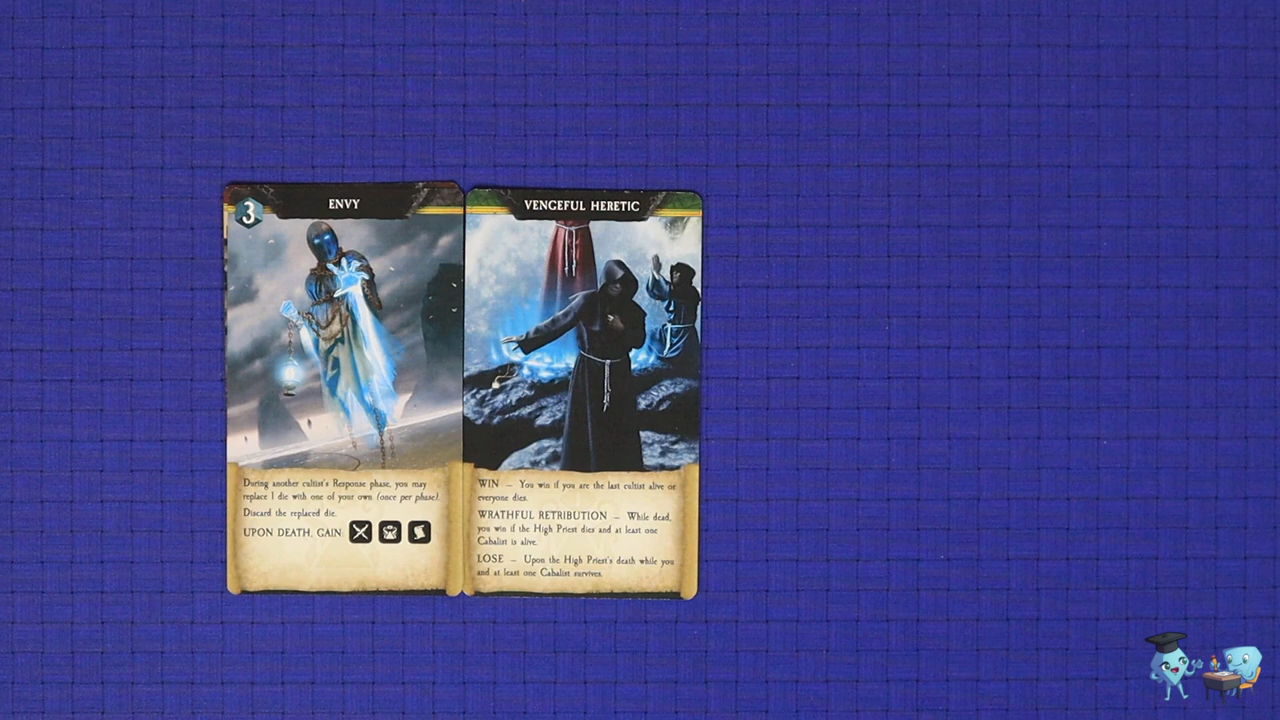 3
ENVY
During another cultist's Response phase, you may
replace 1 die with one of your own (once per phase).
Discard the replaced die.
UPON DEATH, GAIN:
VENGEFUL HERETIC
WIN – You win if you are the last cultist alive or
everyone dies.
WRATHFUL RETRIBUTION – While dead,
you win if the High Priest dies and at least one
Cabalist is alive.
LOSE – Upon the High Priest's death while you
and at least one Cabalist survives.